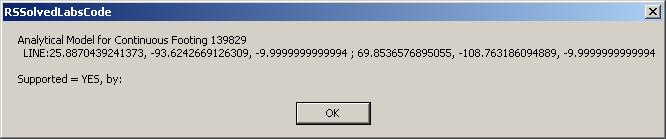 RSSolvedLabsCode
Analytical Model for Continuous Footing 139829
LINE:25.8870439241373, -93.6242669126309, -9.9999999999994 ; 69.8536576895055, -108.763186094889, -9.9999999999994
Supported = YES, by:
OK